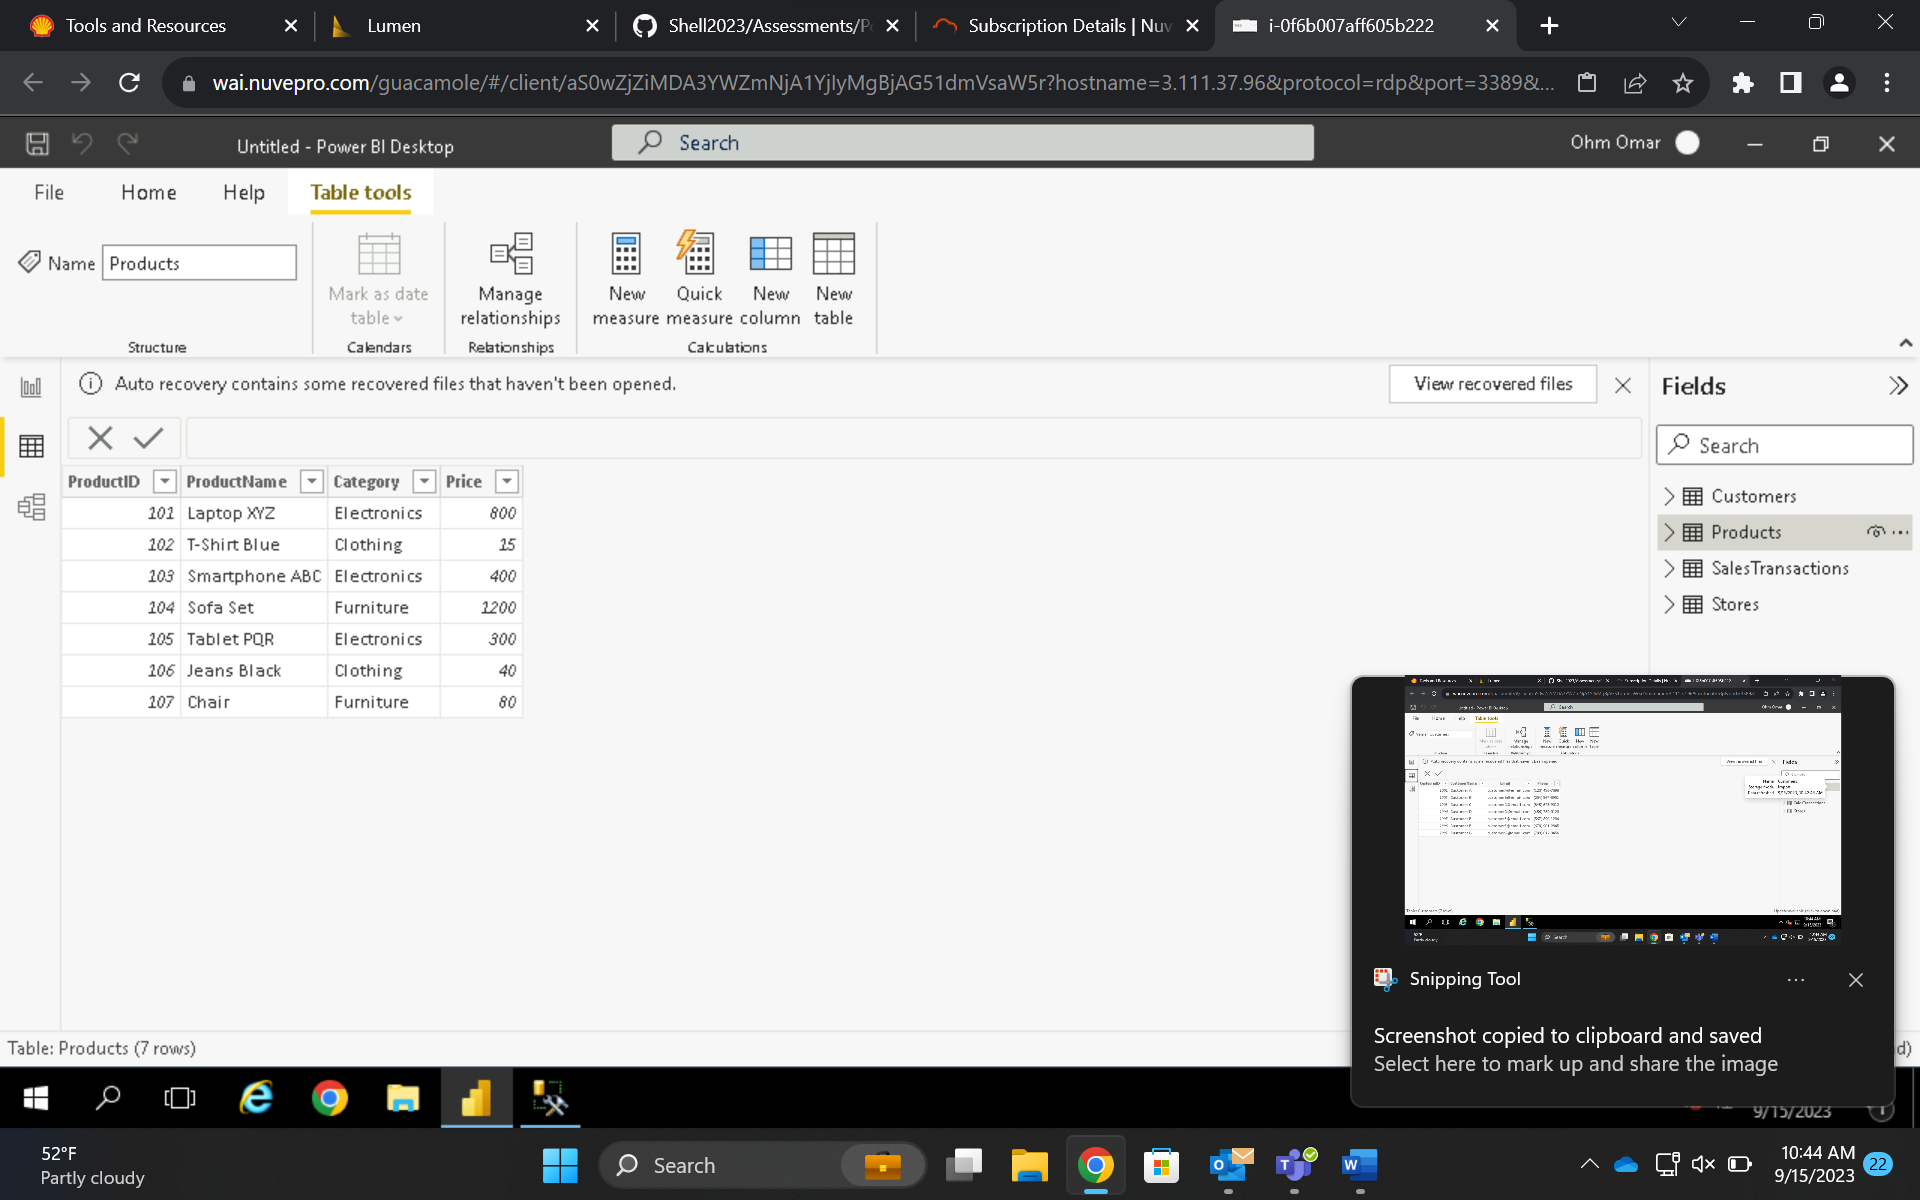 Tools and Resources
Lumen
Shell2023/Assessments/P
Subscription Details | Nuv
i-0f6b007aff605b222
wai.nuvepro.com/guacamole/#/client/aS0wZjZiMDA3YWZmNjA1YjIyMgBjAG51dmVsaW5r?hostname=3.111.37.96&protocol=rdp&port=3389&...
Untitled - Power BI Desktop
Search
Ohm Omar
File
Home
Help
Table tools
Name
Products
Mark as date
table
Manage
relationships
New
measure
Quick
measure
New
column
New
table
Structure
Calendars
Relationships
Calculations
Auto recovery contains some recovered files that haven't been opened.
View recovered files
Fields
Search
Customers
Products
SalesTransactions
Stores
ProductID ProductName Category Price
101 Laptop XYZ Electronics 800
102 T-Shirt Blue Clothing 15
103 Smartphone ABC Electronics 400
104 Sofa Set Furniture 1200
105 Tablet PQR Electronics 300
106 Jeans Black Clothing 40
107 Chair Furniture 80
Snipping Tool
Screenshot copied to clipboard and saved
Select here to mark up and share the image
Table: Products (7 rows)
9/15/2023
52°F
Partly cloudy
Search
10:44 AM
9/15/2023
22